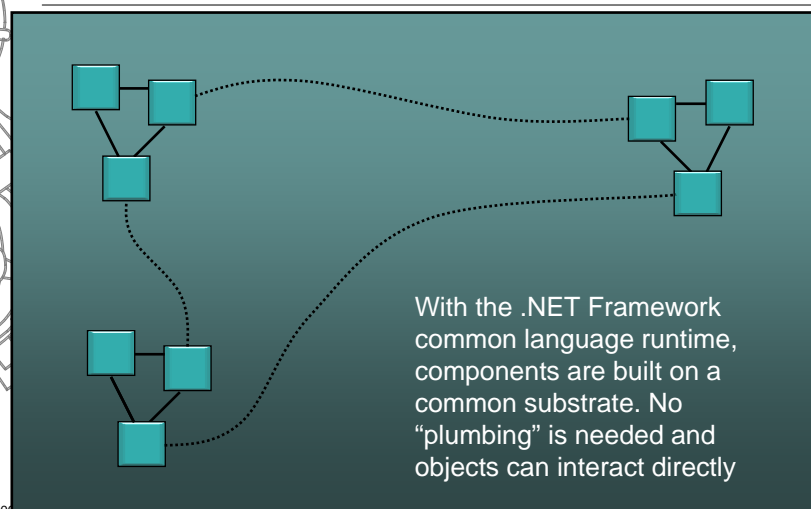 With the .NET Framework
common language runtime,
components are built on a
common substrate. No
“plumbing” is needed and
objects can interact directly